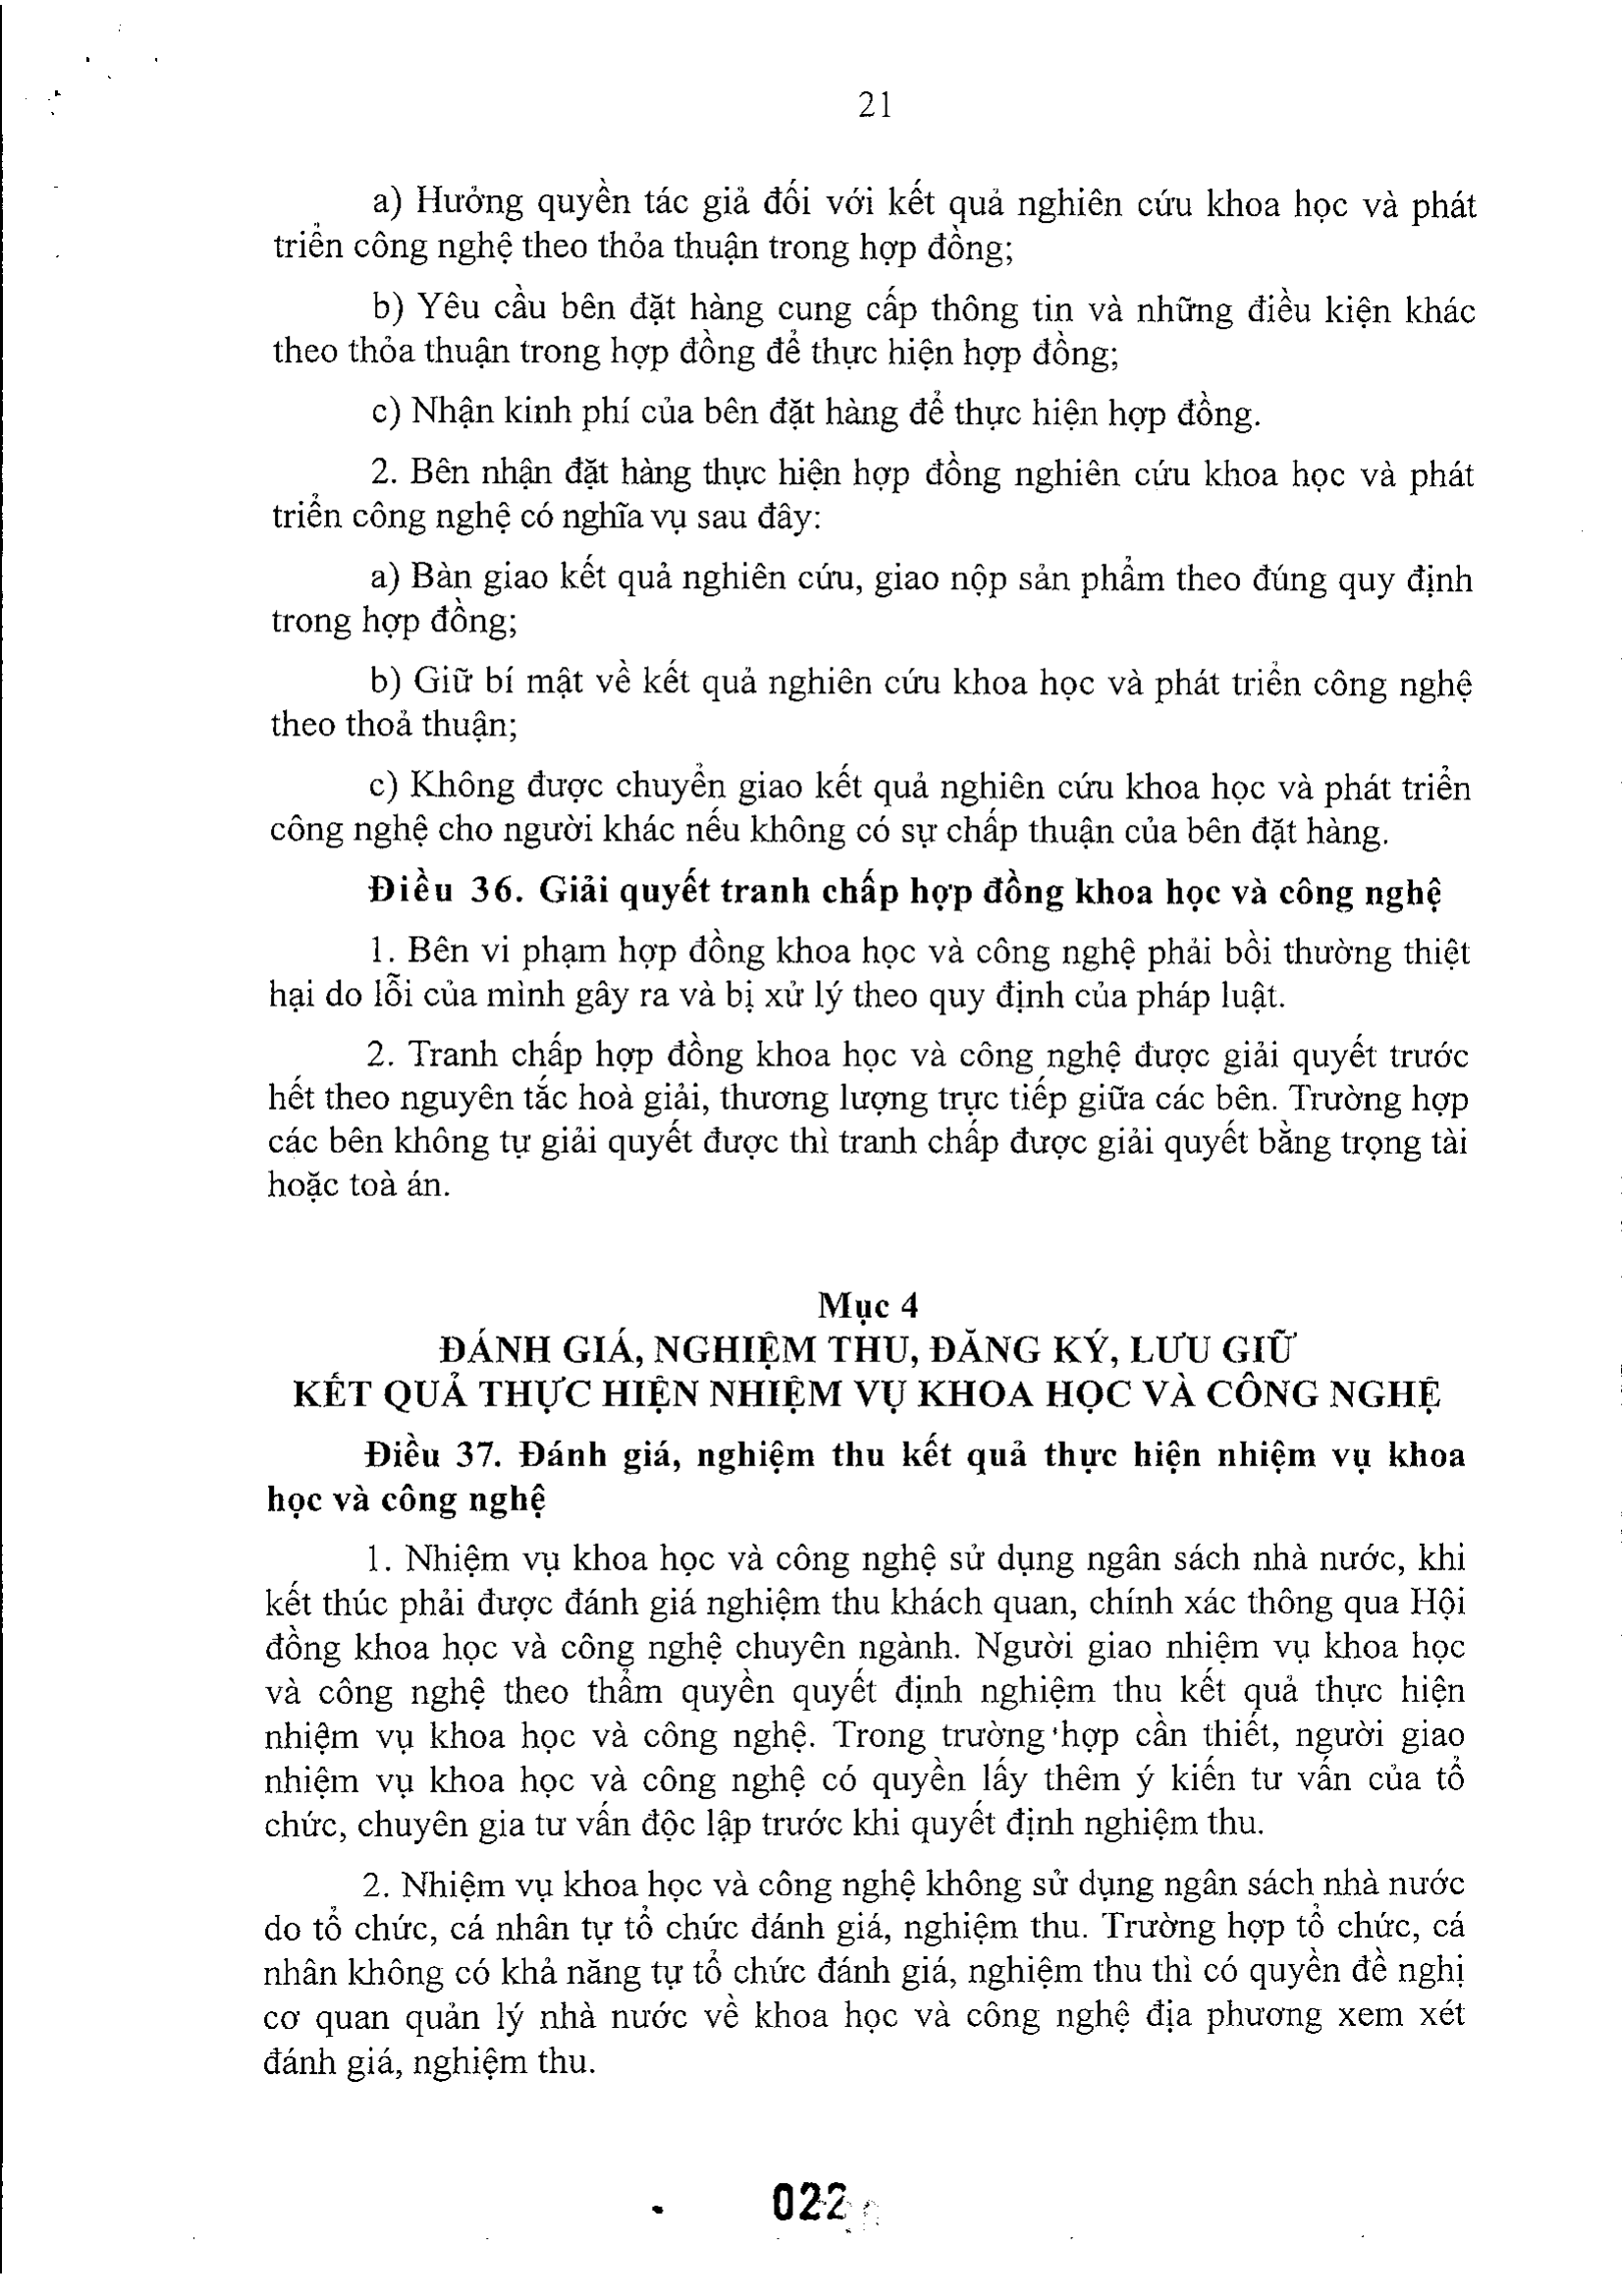 21
a) Hưởng quyền tác giả đối với kết quả nghiên cứu khoa học và phát
triển công nghệ theo thỏa thuận trong hợp đồng;
b) Yêu cầu bên đặt hàng cung cấp thông tin và những điều kiện khác
theo thỏa thuận trong hợp đồng để thực hiện hợp đồng;
c) Nhận kinh phí của bên đặt hàng để thực hiện hợp đồng.
2. Bên nhận đặt hàng thực hiện hợp đồng nghiên cứu khoa học và phát
triển công nghệ có nghĩa vụ sau đây:
a) Bàn giao kết quả nghiên cứu, giao nộp sản phẩm theo đúng quy định
trong hợp đồng;
b) Giữ bí mật về kết quả nghiên cứu khoa học và phát triển công nghệ
theo thoả thuận;
c) Không được chuyển giao kết quả nghiên cứu khoa học và phát triển
công nghệ cho người khác nếu không có sự chấp thuận của bên đặt hàng.
Điều 36. Giải quyết tranh chấp hợp đồng khoa học và công nghệ
1. Bên vi phạm hợp đồng khoa học và công nghệ phải bồi thường thiệt
hại do lỗi của mình gây ra và bị xử lý theo quy định của pháp luật.
2. Tranh chấp hợp đồng khoa học và công nghệ được giải quyết trước
hết theo nguyên tắc hoà giải, thương lượng trực tiếp giữa các bên. Trường hợp
các bên không tự giải quyết được thì tranh chấp được giải quyết bằng trọng tài
hoặc toà án.
Mục 4
ĐÁNH GIÁ, NGHIỆM THU, ĐĂNG KÝ, LƯU GIỮ
KẾT QUẢ THỰC HIỆN NHIỆM VỤ KHOA HỌC VÀ CÔNG NGHỆ
Điều 37. Đánh giá, nghiệm thu kết quả thực hiện nhiệm vụ khoa
học và công nghệ
1. Nhiệm vụ khoa học và công nghệ sử dụng ngân sách nhà nước, khi
kết thúc phải được đánh giá nghiệm thu khách quan, chính xác thông qua Hội
đồng khoa học và công nghệ chuyên ngành. Người giao nhiệm vụ khoa học
và công nghệ theo thẩm quyền quyết định nghiệm thu kết quả thực hiện
nhiệm vụ khoa học và công nghệ. Trong trường hợp cần thiết, người giao
nhiệm vụ khoa học và công nghệ có quyền lấy thêm ý kiến tư vấn của tổ
chức, chuyên gia tư vấn độc lập trước khi quyết định nghiệm thu.
2. Nhiệm vụ khoa học và công nghệ không sử dụng ngân sách nhà nước
do tổ chức, cá nhân tự tổ chức đánh giá, nghiệm thu. Trường hợp tổ chức, cá
nhân không có khả năng tự tổ chức đánh giá, nghiệm thu thì có quyền đề nghị
cơ quan quản lý nhà nước về khoa học và công nghệ địa phương xem xét
đánh giá, nghiệm thu.
022